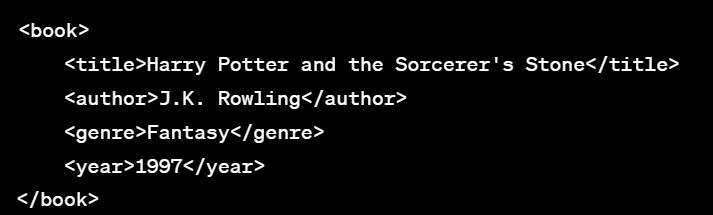 <book>
    <title>Harry Potter and the Sorcerer's Stone</title>
    <author>J.K. Rowling</author>
    <genre>Fantasy</genre>
    <year>1997</year>
</book>